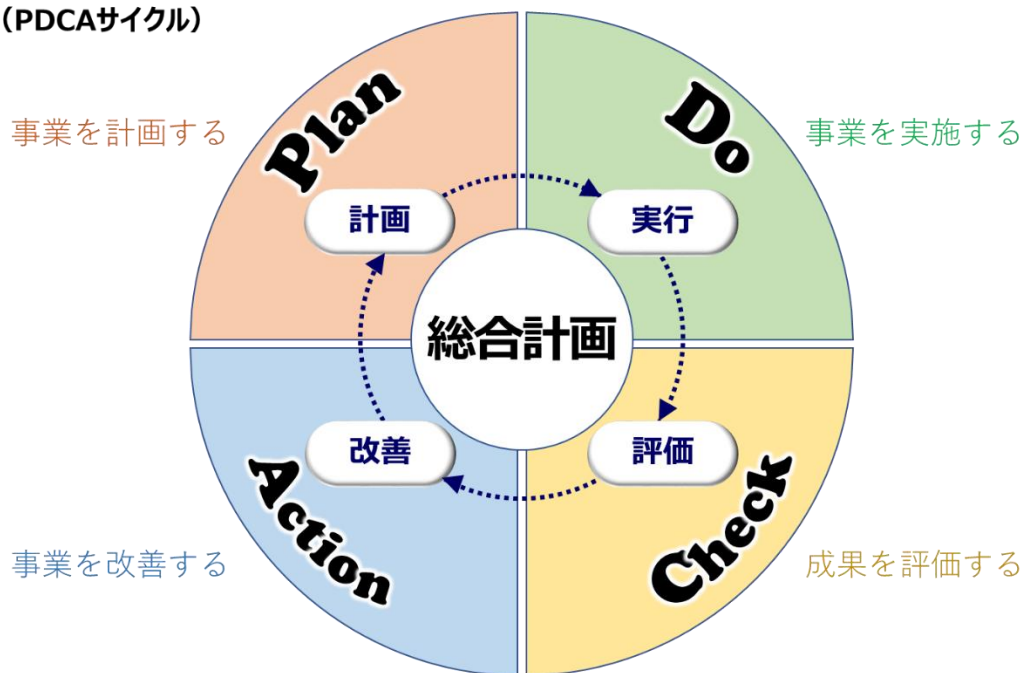 （PDCAサイクル）
Plan
Do
事業を計画する
事業を実施する
計画
実行
総合計画
改善
評価
Action
Check
事業を改善する
成果を評価する